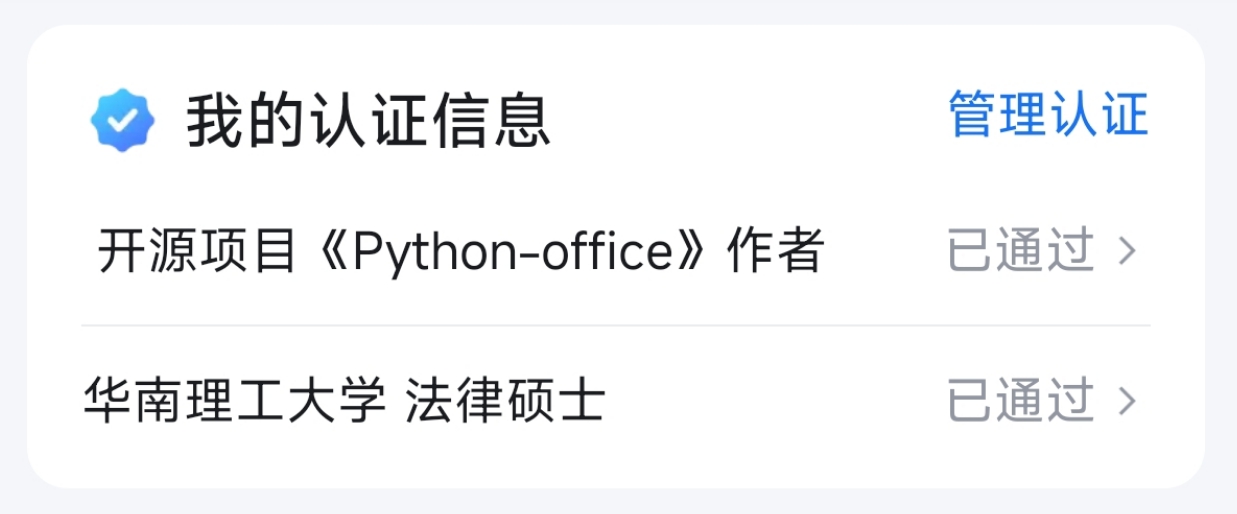 我的认证信息 管理认证
开源项目《Python-office》作者 已通过 >
华南理工大学 法律硕士 已通过 >